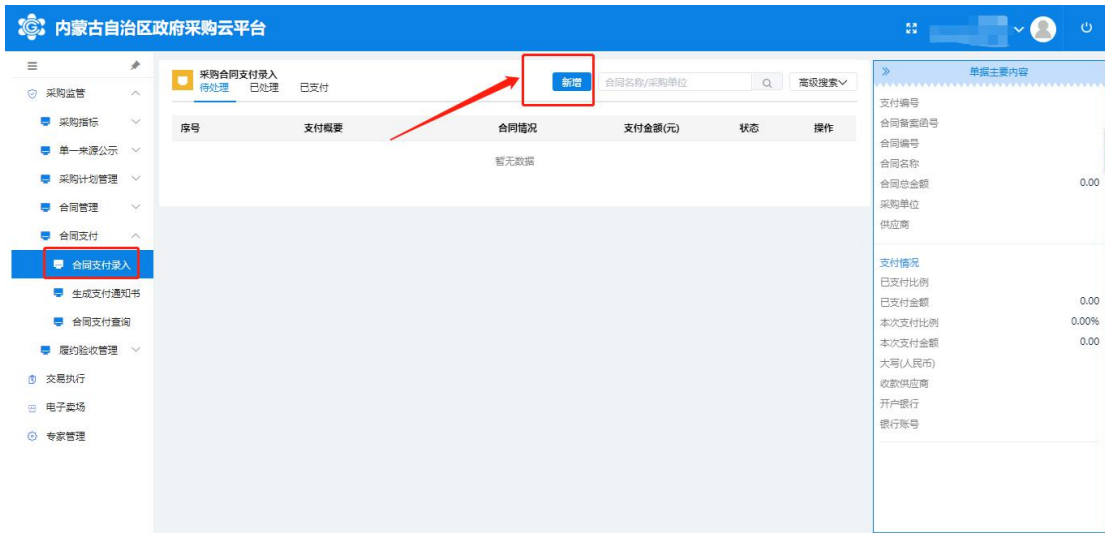 内蒙古自治区政府采购云平台
采购监管
采购指标
单一来源公示
采购计划管理
合同管理
合同支付
合同支付录入
生成支付通知书
合同支付查询
履约验收管理
交易执行
电子卖场
专家管理
采购合同支付录入
待处理 已处理 已支付
新增 合同名称/采购单位 高级搜索
序号 支付概要 合同情况 支付金额(元) 状态 操作
暂无数据
单据主要内容
支付编号
合同备案函号
合同编号
合同名称
合同总金额 0.00
采购单位
供应商
支付情况
已支付比例
已支付金额 0.00
本次支付比例 0.00%
本次支付金额 0.00
大写(人民币)
收款供应商
开户银行
银行账号